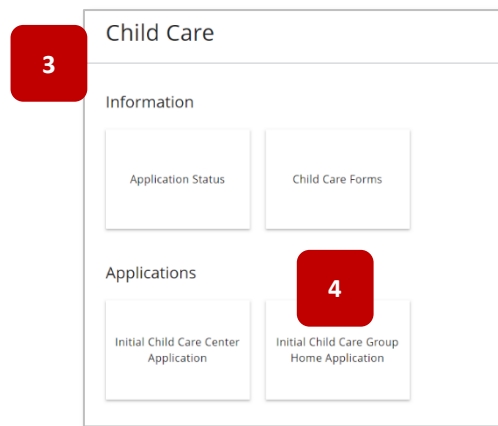 Child Care
3
Information
Application Status
Child Care Forms
Applications
4
Initial Child Care Center
Application
Initial Child Care Group
Home Application